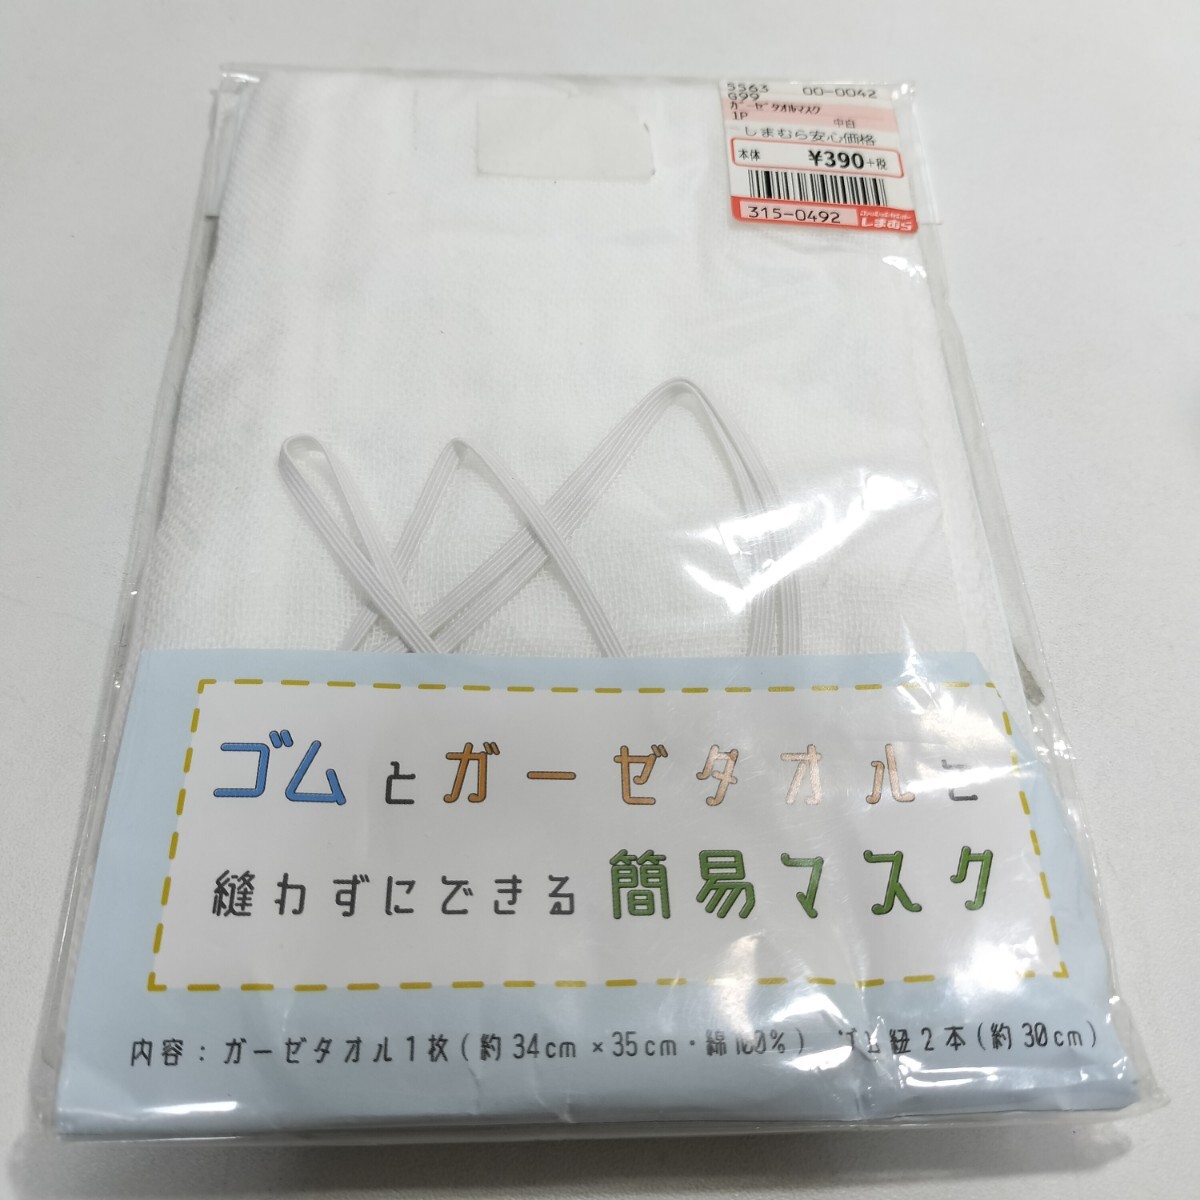 5563 00-0042
G99
ガーゼタオルマスク
1P 中白
しまむら安心価格
本体 ¥390+税
315-0492 しまむら
ゴムとガーゼタオルと
縫わずにできる簡易マスク
内容:ガーゼタオル1枚(約34cm×35cm・綿100%) ゴム紐2本(約30cm)